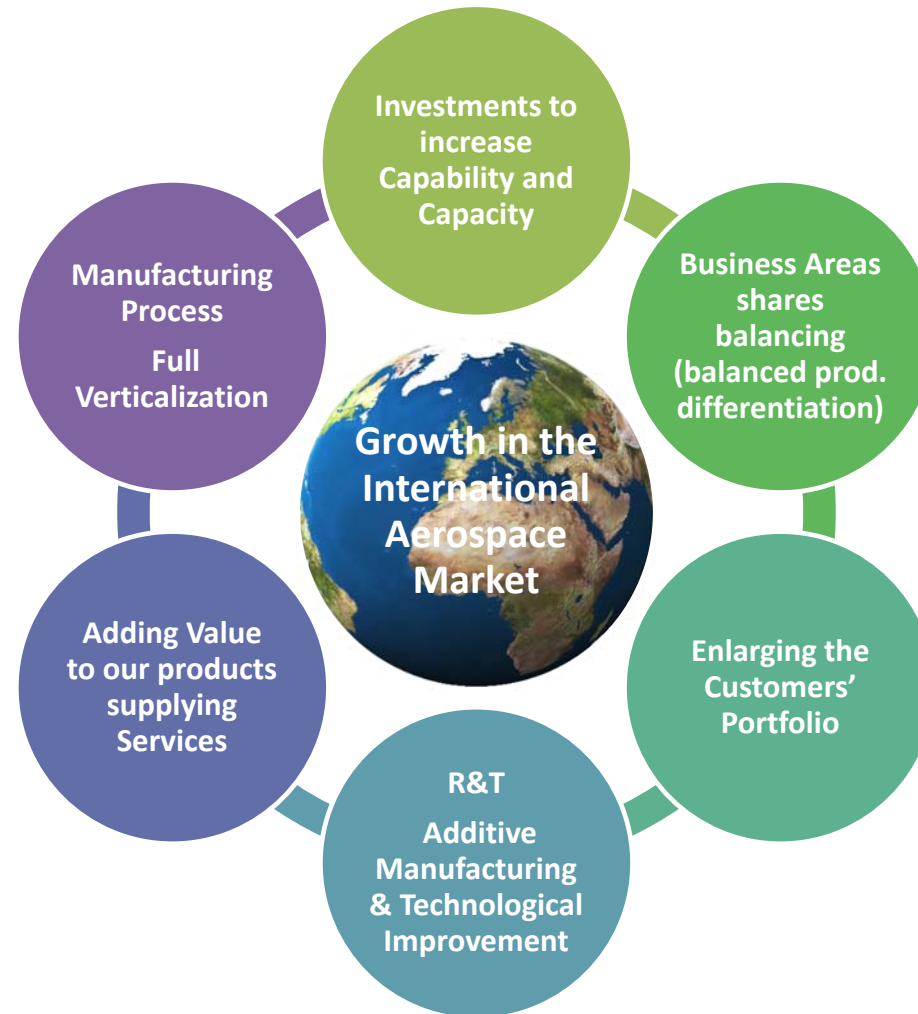 Investments to
increase
Capability and
Capacity
Business Areas
shares
balancing
(balanced prod.
differentiation)
Enlarging the
Customers’
Portfolio
R&T
Additive
Manufacturing
& Technological
Improvement
Adding Value
to our products
supplying
Services
Manufacturing
Process
Full
Verticalization
Growth in the
International
Aerospace
Market